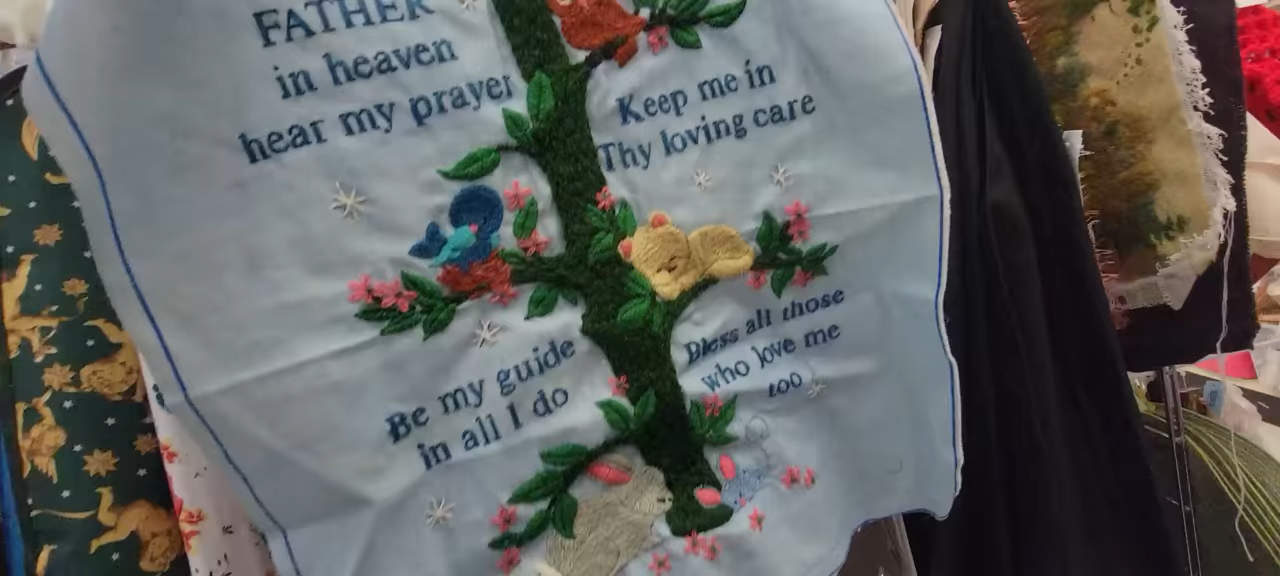 FATHER
in heaven
hear my prayer
Keep me in
Thy loving care
Be my guide
in all I do
Bless all those
who love me
too